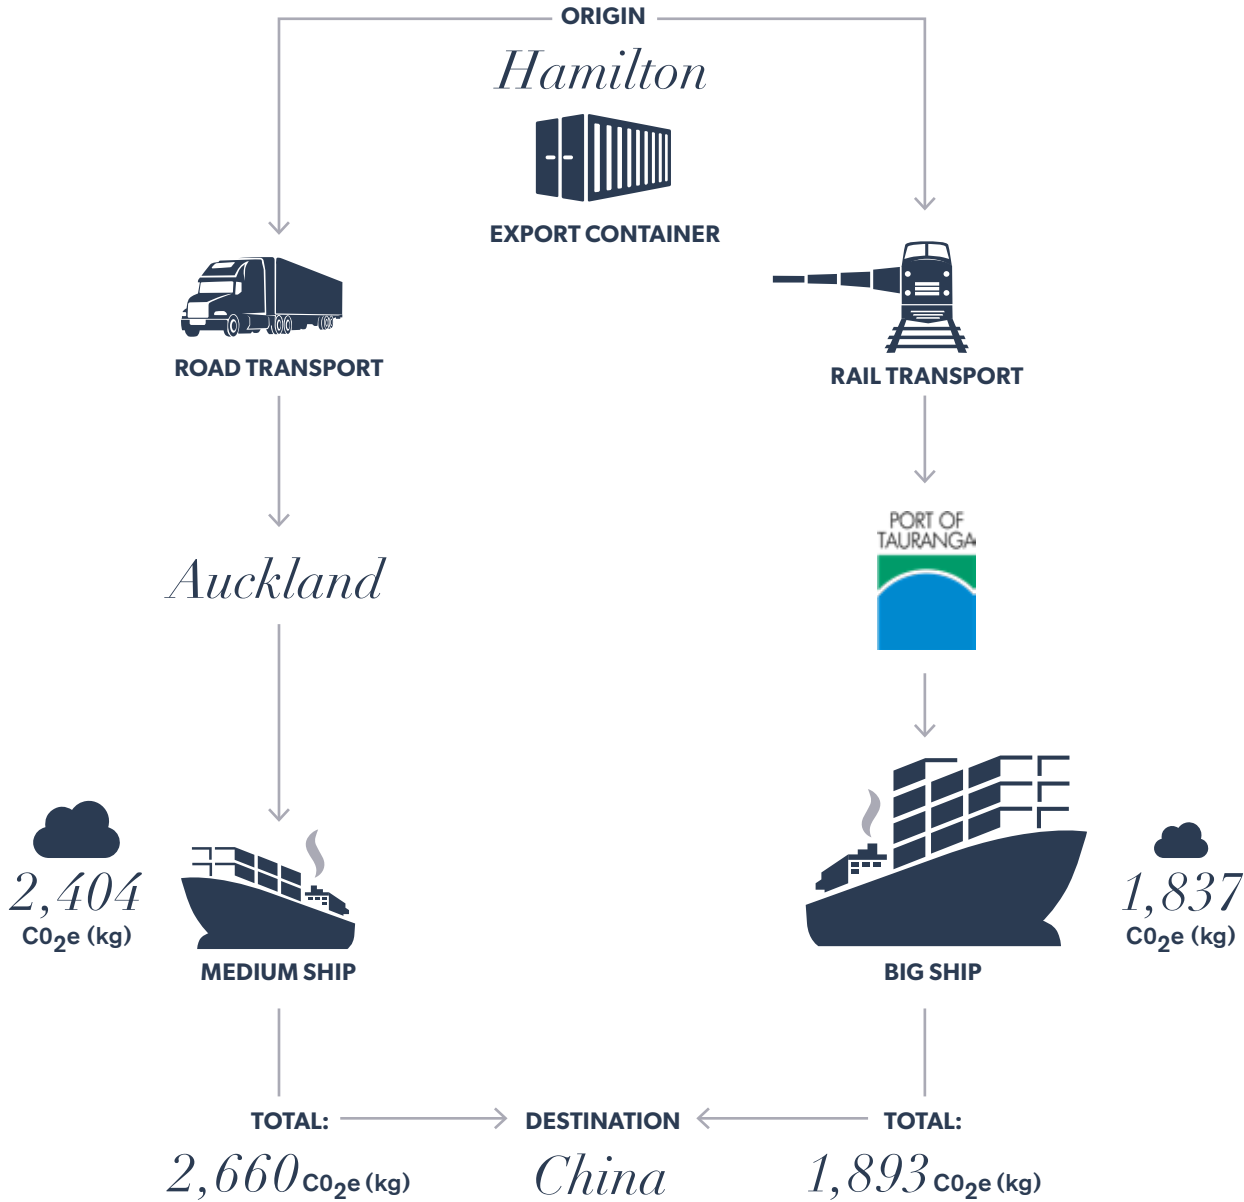 ORIGIN
Hamilton
EXPORT CONTAINER
ROAD TRANSPORT
RAIL TRANSPORT
Auckland
PORT OF
TAURANGA
2,404
C0₂e (kg)
MEDIUM SHIP
BIG SHIP
1,837
C0₂e (kg)
TOTAL:
2,660 C0₂e (kg)
DESTINATION
China
TOTAL:
1,893 C0₂e (kg)